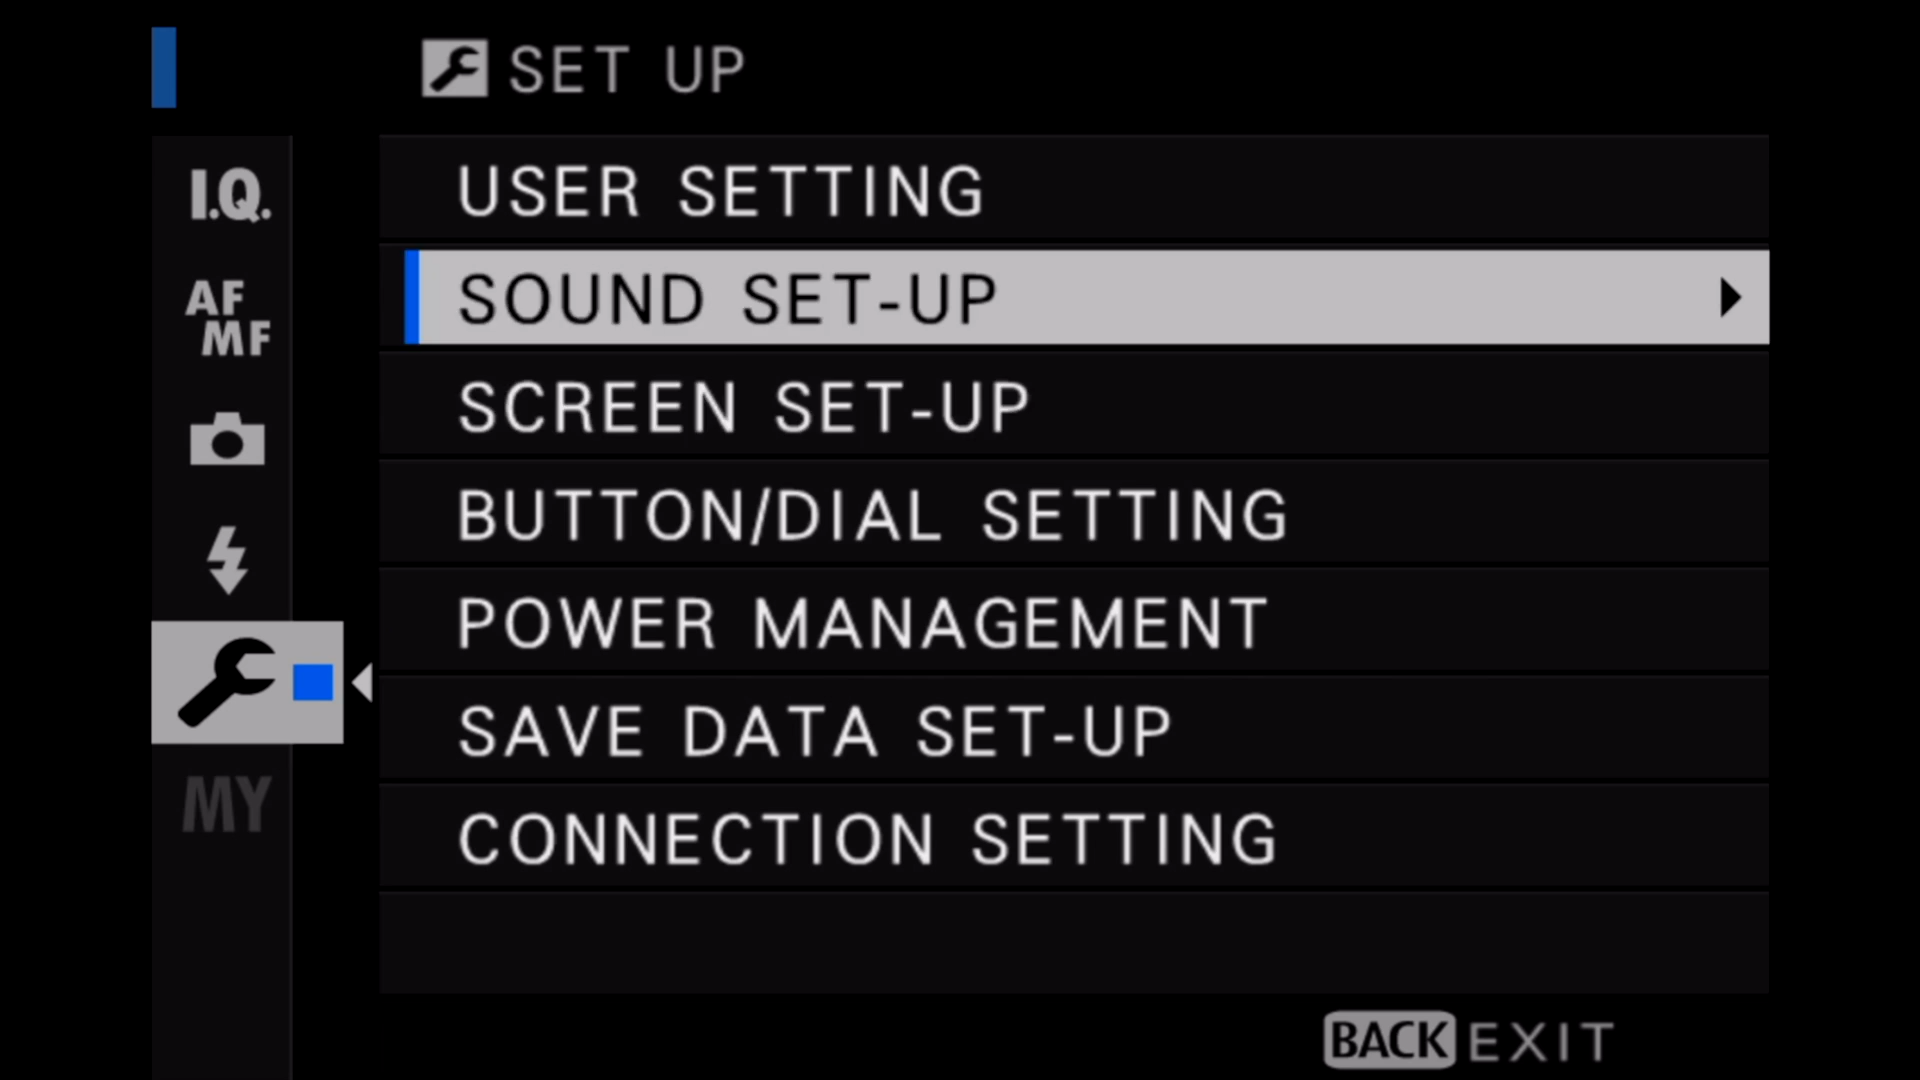 SET UP
I.Q.
AF
MF
MY
USER SETTING
SOUND SET-UP
SCREEN SET-UP
BUTTON/DIAL SETTING
POWER MANAGEMENT
SAVE DATA SET-UP
CONNECTION SETTING
BACK EXIT